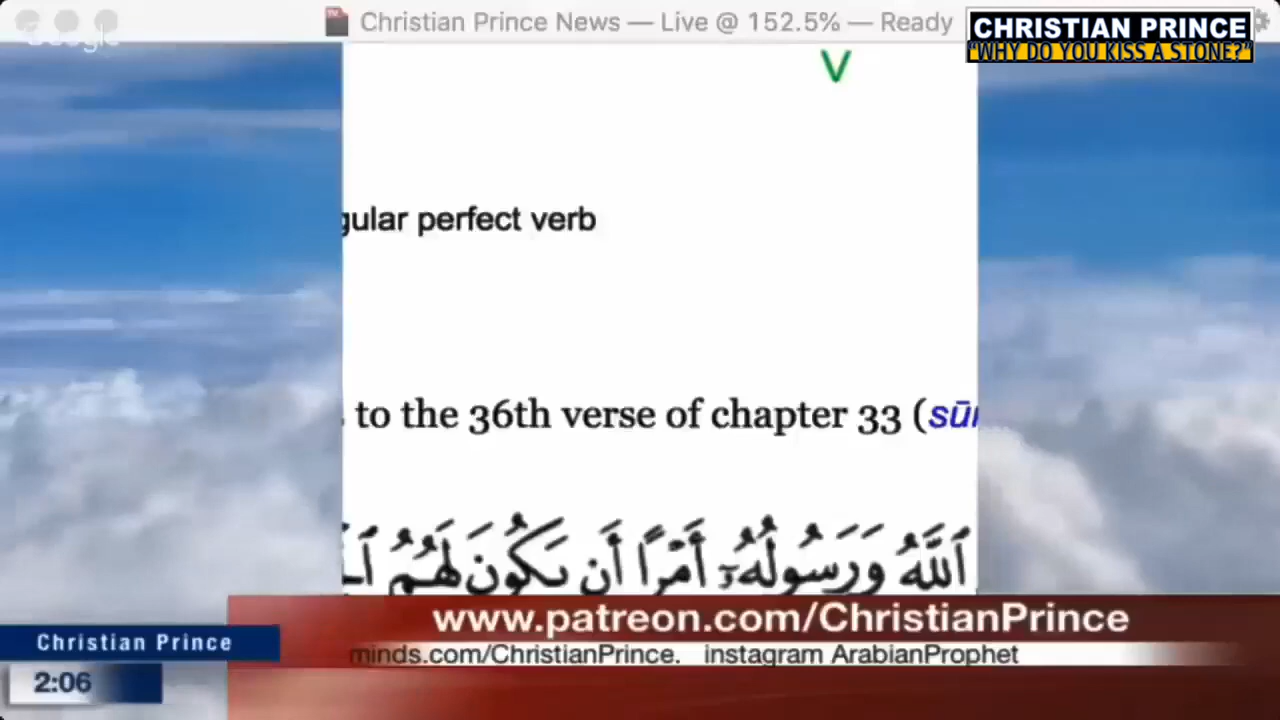 Christian Prince News — Live @ 152.5% — Ready
Google
CHRISTIAN PRINCE
"WHY DO YOU KISS A STONE?"
V
gular perfect verb
to the 36th verse of chapter 33 (sūr
ٱللَّهُ وَرَسُولُهُۥٓ أَمْرًا أَن يَكُونَ لَهُمُ
www.patreon.com/ChristianPrince
Christian Prince
minds.com/ChristianPrince. instagram ArabianProphet
2:06